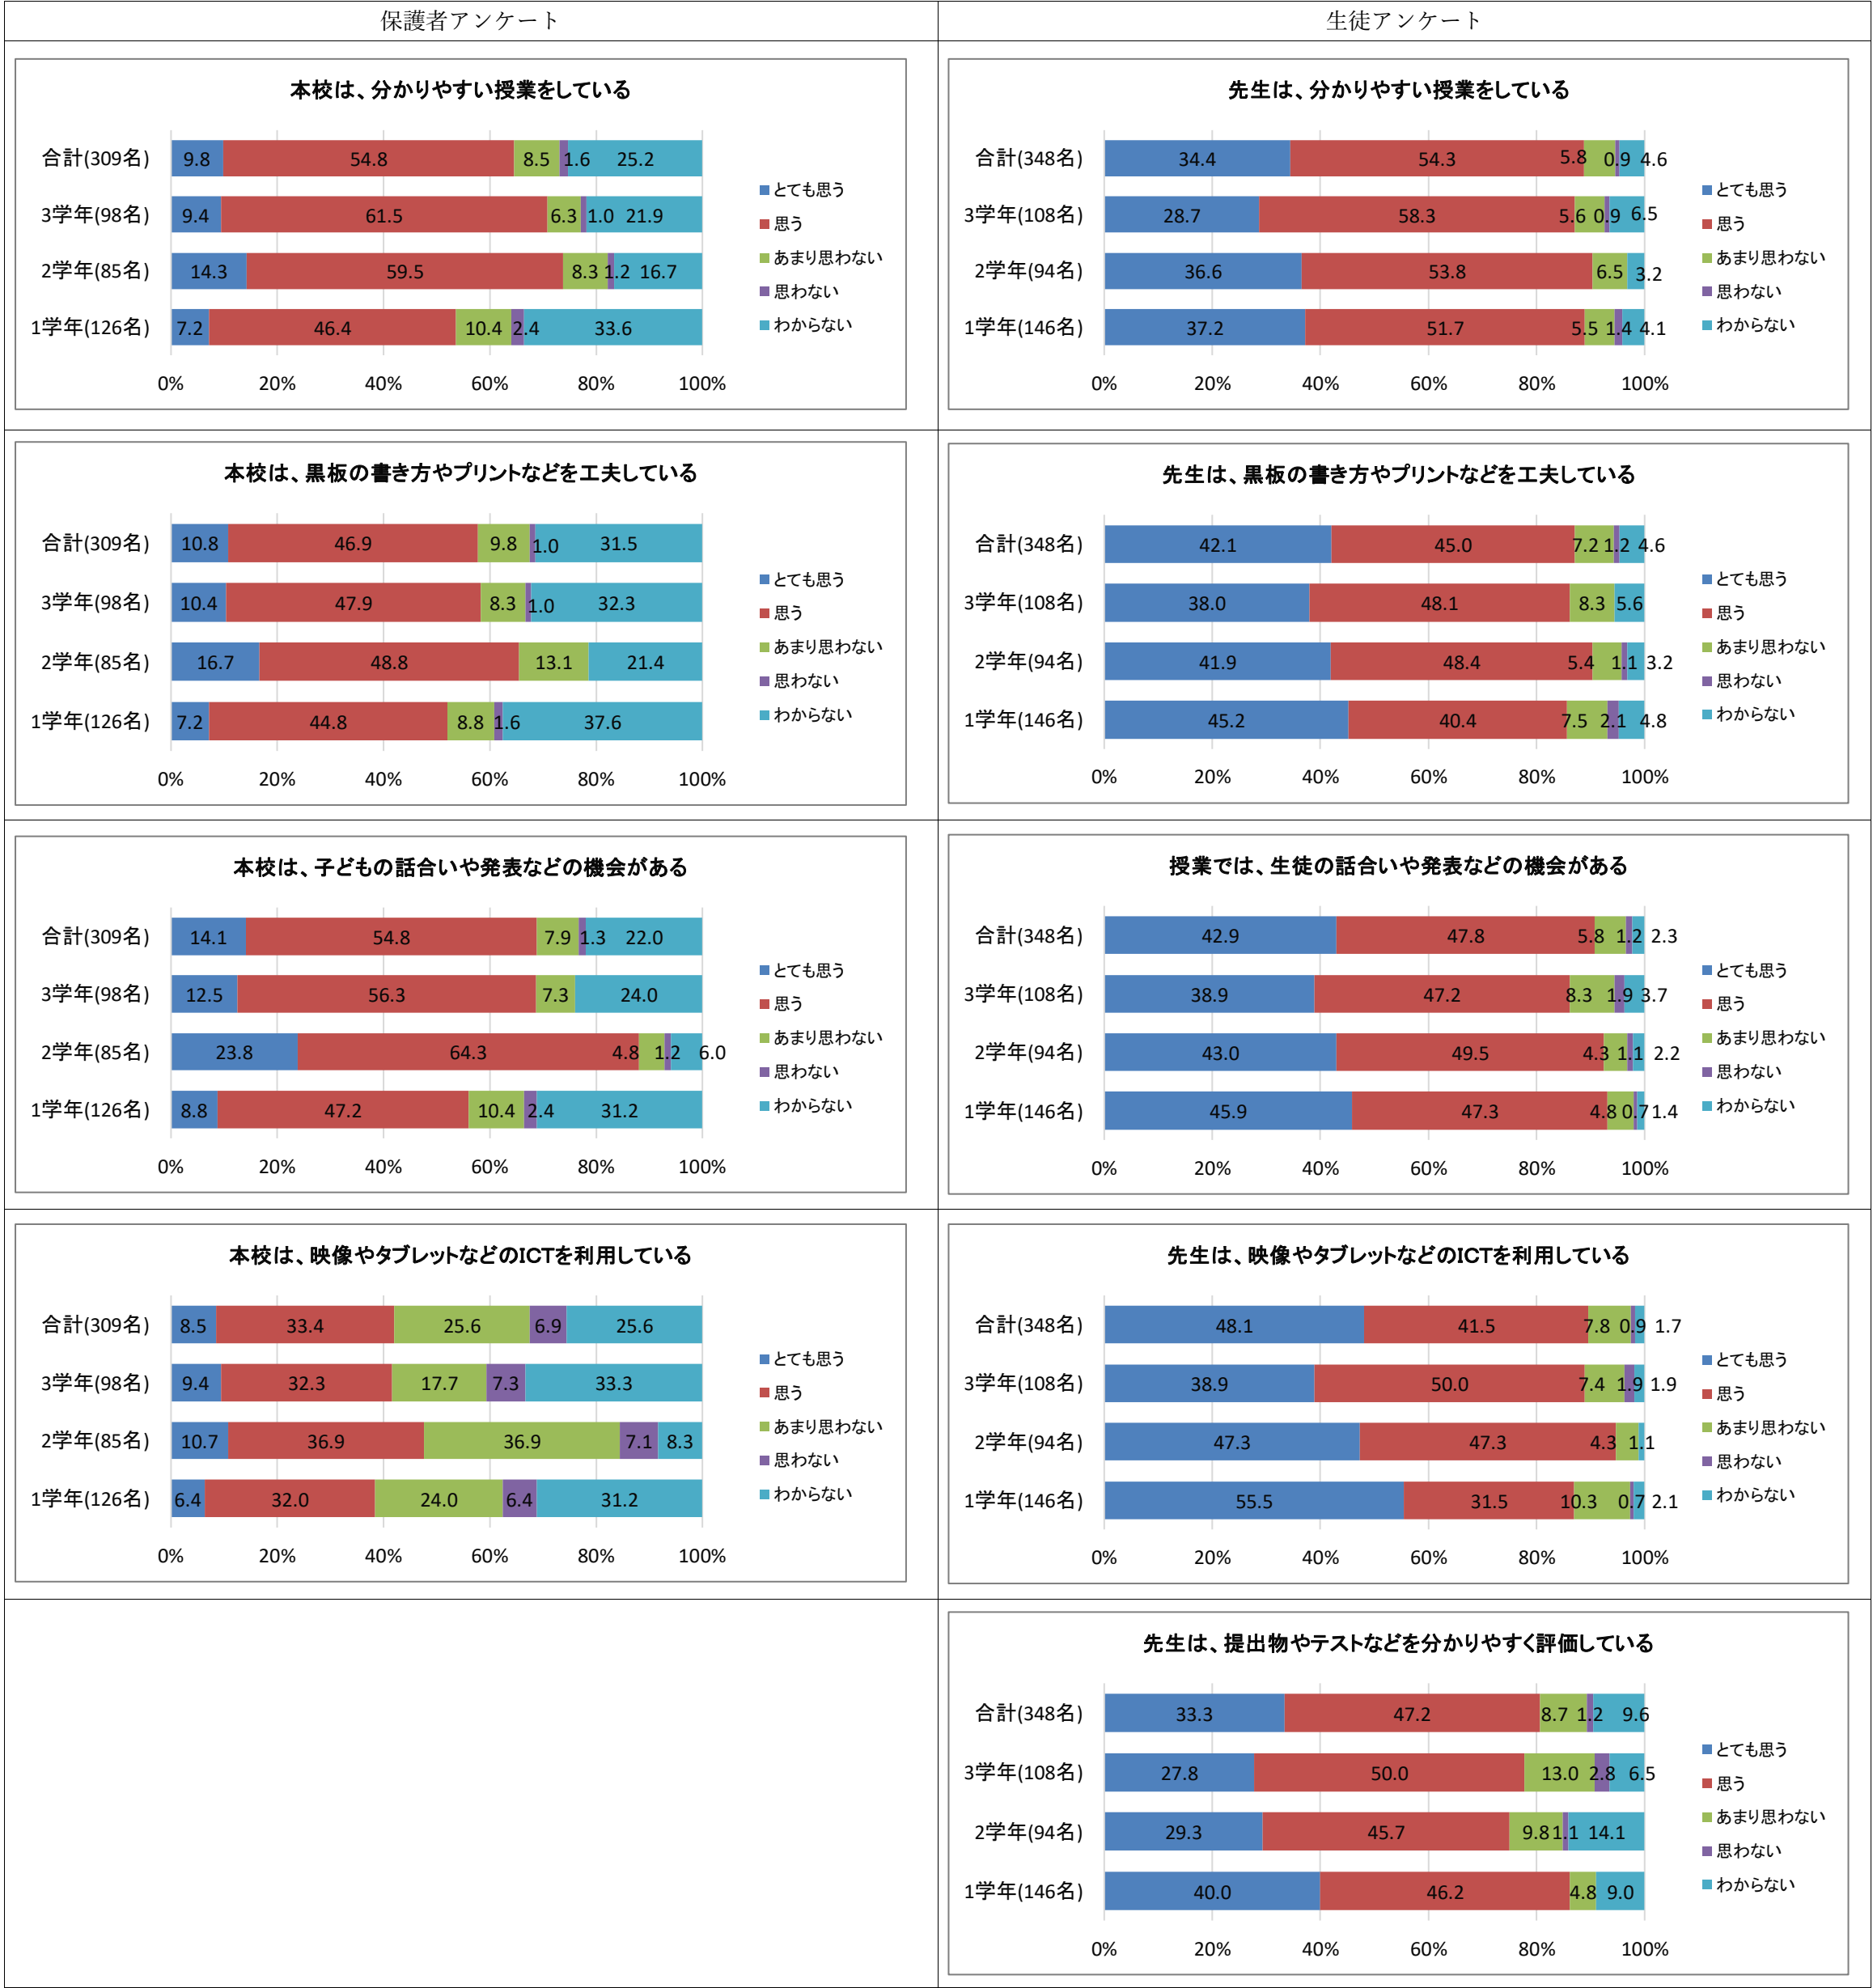 保護者アンケート
生徒アンケート
本校は、分かりやすい授業をしている
合計(309名) 9.8 54.8 8.5 1.6 25.2
3学年(98名) 9.4 61.5 6.3 1.0 21.9
2学年(85名) 14.3 59.5 8.3 1.2 16.7
1学年(126名) 7.2 46.4 10.4 2.4 33.6
0% 20% 40% 60% 80% 100%
とても思う
思う
あまり思わない
思わない
わからない
先生は、分かりやすい授業をしている
合計(348名) 34.4 54.3 5.8 0.9 4.6
3学年(108名) 28.7 58.3 5.6 0.9 6.5
2学年(94名) 36.6 53.8 6.5 3.2
1学年(146名) 37.2 51.7 5.5 1.4 4.1
0% 20% 40% 60% 80% 100%
とても思う
思う
あまり思わない
思わない
わからない
本校は、黒板の書き方やプリントなどを工夫している
合計(309名) 10.8 46.9 9.8 1.0 31.5
3学年(98名) 10.4 47.9 8.3 1.0 32.3
2学年(85名) 16.7 48.8 13.1 21.4
1学年(126名) 7.2 44.8 8.8 1.6 37.6
0% 20% 40% 60% 80% 100%
とても思う
思う
あまり思わない
思わない
わからない
先生は、黒板の書き方やプリントなどを工夫している
合計(348名) 42.1 45.0 7.2 1.2 4.6
3学年(108名) 38.0 48.1 8.3 5.6
2学年(94名) 41.9 48.4 5.4 1.1 3.2
1学年(146名) 45.2 40.4 7.5 2.1 4.8
0% 20% 40% 60% 80% 100%
とても思う
思う
あまり思わない
思わない
わからない
本校は、子どもの話合いや発表などの機会がある
合計(309名) 14.1 54.8 7.9 1.3 22.0
3学年(98名) 12.5 56.3 7.3 24.0
2学年(85名) 23.8 64.3 4.8 1.2 6.0
1学年(126名) 8.8 47.2 10.4 2.4 31.2
0% 20% 40% 60% 80% 100%
とても思う
思う
あまり思わない
思わない
わからない
授業では、生徒の話合いや発表などの機会がある
合計(348名) 42.9 47.8 5.8 1.2 2.3
3学年(108名) 38.9 47.2 8.3 1.9 3.7
2学年(94名) 43.0 49.5 4.3 1.1 2.2
1学年(146名) 45.9 47.3 4.8 0.7 1.4
0% 20% 40% 60% 80% 100%
とても思う
思う
あまり思わない
思わない
わからない
本校は、映像やタブレットなどのICTを利用している
合計(309名) 8.5 33.4 25.6 6.9 25.6
3学年(98名) 9.4 32.3 17.7 7.3 33.3
2学年(85名) 10.7 36.9 36.9 7.1 8.3
1学年(126名) 6.4 32.0 24.0 6.4 31.2
0% 20% 40% 60% 80% 100%
とても思う
思う
あまり思わない
思わない
わからない
先生は、映像やタブレットなどのICTを利用している
合計(348名) 48.1 41.5 7.8 0.9 1.7
3学年(108名) 38.9 50.0 7.4 1.9 1.9
2学年(94名) 47.3 47.3 4.3 1.1
1学年(146名) 55.5 31.5 10.3 0.7 2.1
0% 20% 40% 60% 80% 100%
とても思う
思う
あまり思わない
思わない
わからない
先生は、提出物やテストなどを分かりやすく評価している
合計(348名) 33.3 47.2 8.7 1.2 9.6
3学年(108名) 27.8 50.0 13.0 2.8 6.5
2学年(94名) 29.3 45.7 9.8 1.1 14.1
1学年(146名) 40.0 46.2 4.8 9.0
0% 20% 40% 60% 80% 100%
とても思う
思う
あまり思わない
思わない
わからない